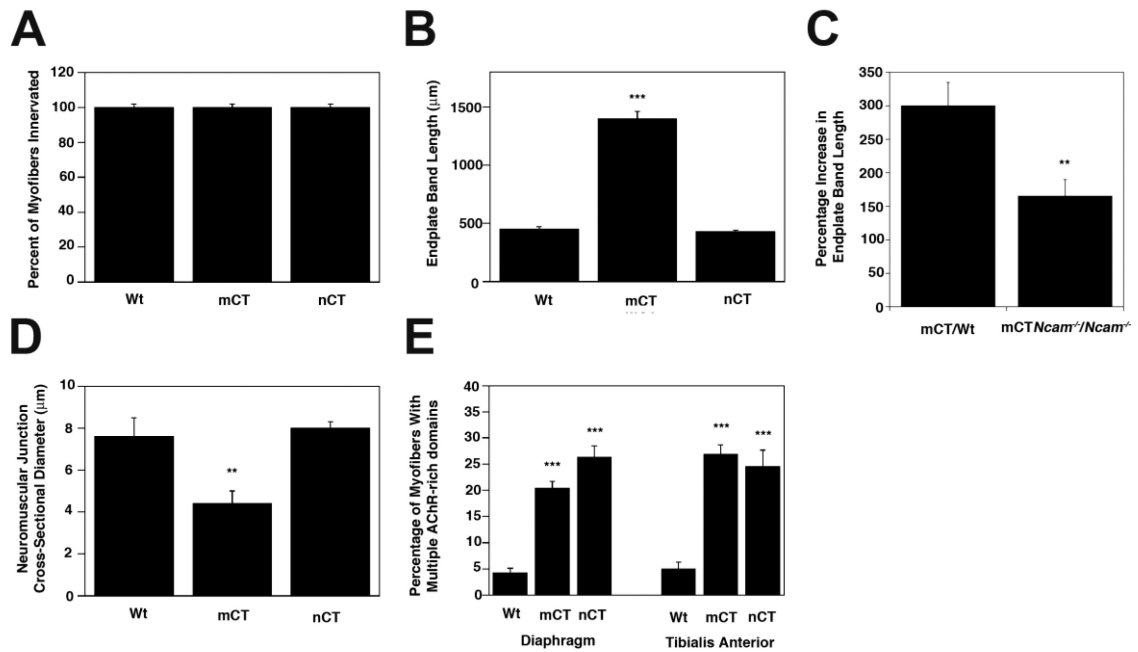 A
Percent of Myofibers Innervated
120
100
80
60
40
20
0
Wt mCT nCT
B
Endplate Band Length (μm)
1500
1000
500
0
***
Wt mCT nCT
C
Percentage Increase in
Endplate Band Length
350
300
250
200
150
100
50
0
**
mCT/Wt mCTNcam-/-/Ncam-/-
D
Neuromuscular Junction
Cross-Sectional Diameter (μm)
10
8
6
4
2
0
**
Wt mCT nCT
E
Percentage of Myofibers With
Multiple AChR-rich domains
40
35
30
25
20
15
10
5
0
*** *** *** ***
Wt mCT nCT Wt mCT nCT
Diaphragm Tibialis Anterior